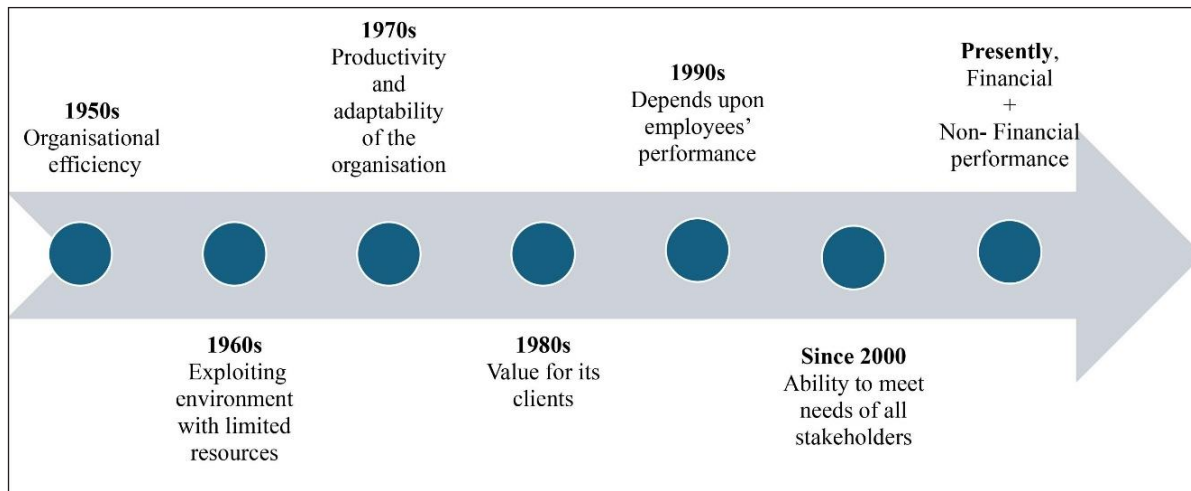 1950s
Organisational
efficiency
1960s
Exploiting
environment
with limited
resources
1970s
Productivity
and
adaptability
of the
organisation
1980s
Value for its
clients
1990s
Depends upon
employees’
performance
Since 2000
Ability to meet
needs of all
stakeholders
Presently,
Financial
+
Non- Financial
performance